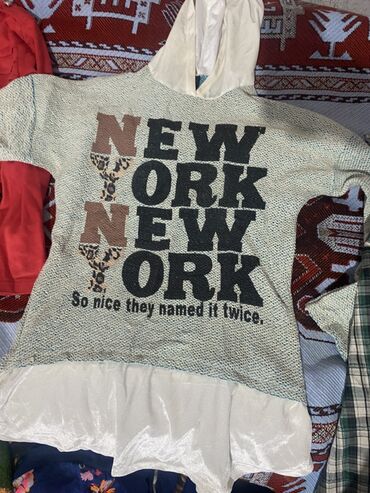 NEW
YORK
NEW
YORK
So nice they named it twice.